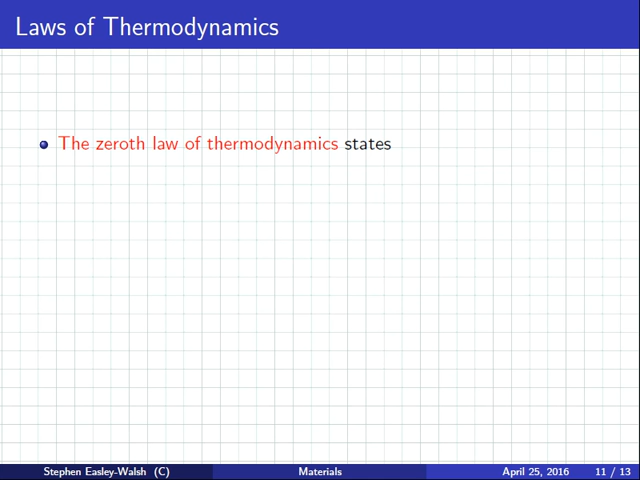 Laws of Thermodynamics
The zeroth law of thermodynamics states
Stephen Easley-Walsh (C) Materials April 25, 2016 11 / 13